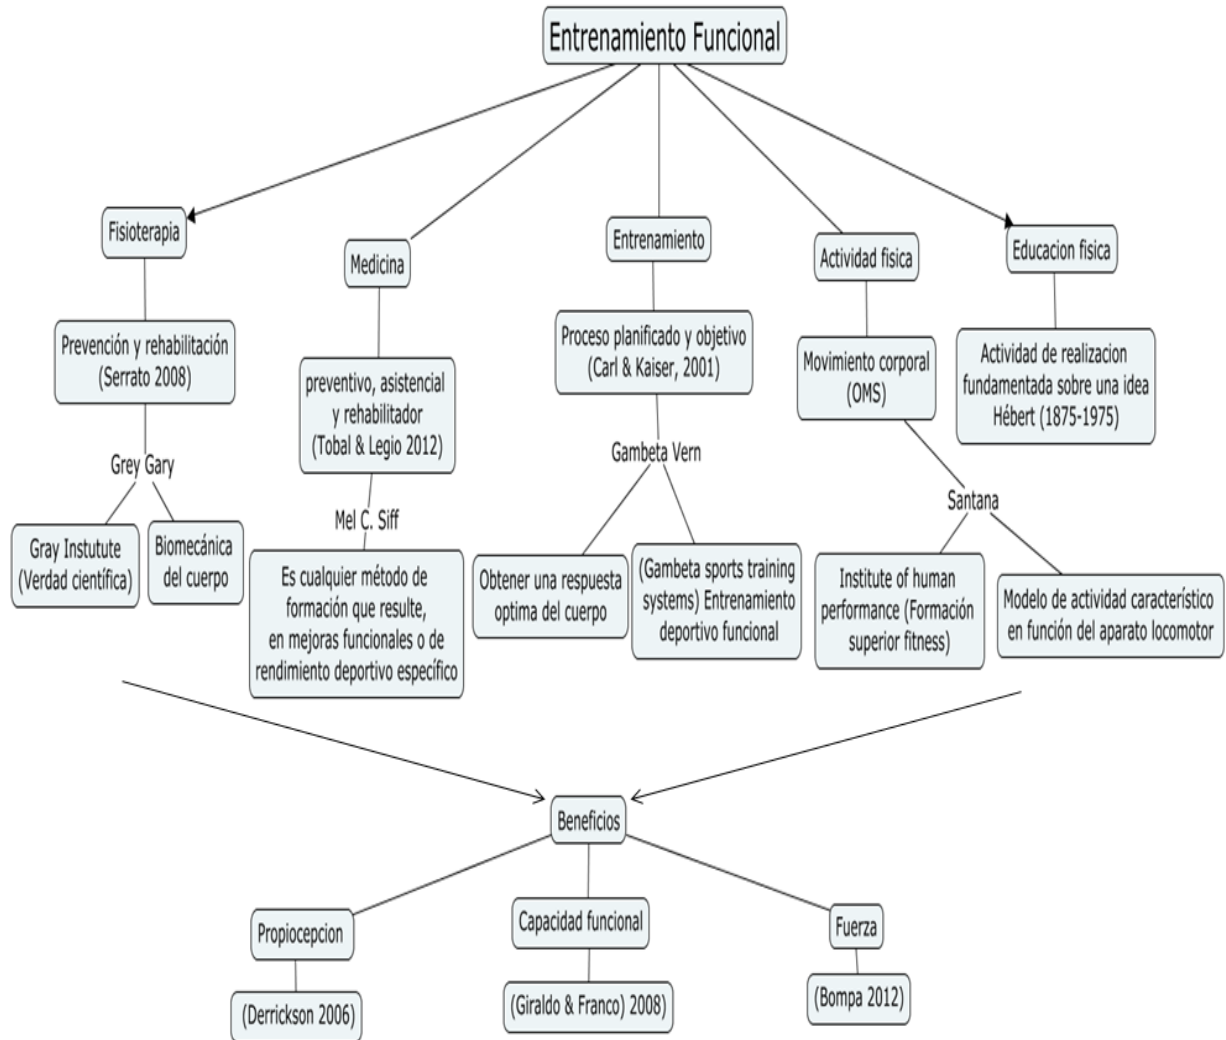 Entrenamiento Funcional
Fisioterapia
Prevención y rehabilitación
(Serrato 2008)
Grey Gary
Gray Instutute
(Verdad científica)
Biomecánica
del cuerpo
Medicina
preventivo, asistencial
y rehabilitador
(Tobal & Legio 2012)
Mel C. Siff
Es cualquier método de
formación que resulte,
en mejoras funcionales o de
rendimiento deportivo específico
Entrenamiento
Proceso planificado y objetivo
(Carl & Kaiser, 2001)
Gambeta Vern
Obtener una respuesta
optima del cuerpo
(Gambeta sports training
systems) Entrenamiento
deportivo funcional
Actividad fisica
Movimiento corporal
(OMS)
Santana
Institute of human
performance (Formación
superior fitness)
Modelo de actividad característico
en función del aparato locomotor
Educacion fisica
Actividad de realizacion
fundamentada sobre una idea
Hébert (1875-1975)
Beneficios
Propiocepcion
(Derrickson 2006)
Capacidad funcional
(Giraldo & Franco) 2008)
Fuerza
(Bompa 2012)